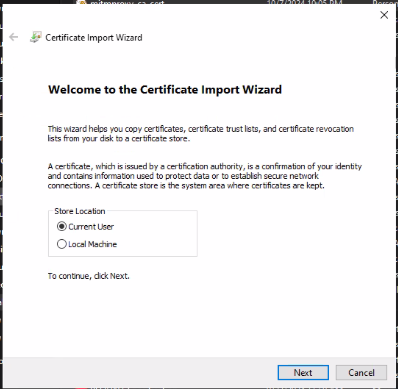 mitmproxy-ca-cert 10/7/2024 10:05 PM Person
Certificate Import Wizard
Welcome to the Certificate Import Wizard
This wizard helps you copy certificates, certificate trust lists, and certificate revocation
lists from your disk to a certificate store.
A certificate, which is issued by a certification authority, is a confirmation of your identity
and contains information used to protect data or to establish secure network
connections. A certificate store is the system area where certificates are kept.
Store Location
Current User
Local Machine
To continue, click Next.
Next Cancel